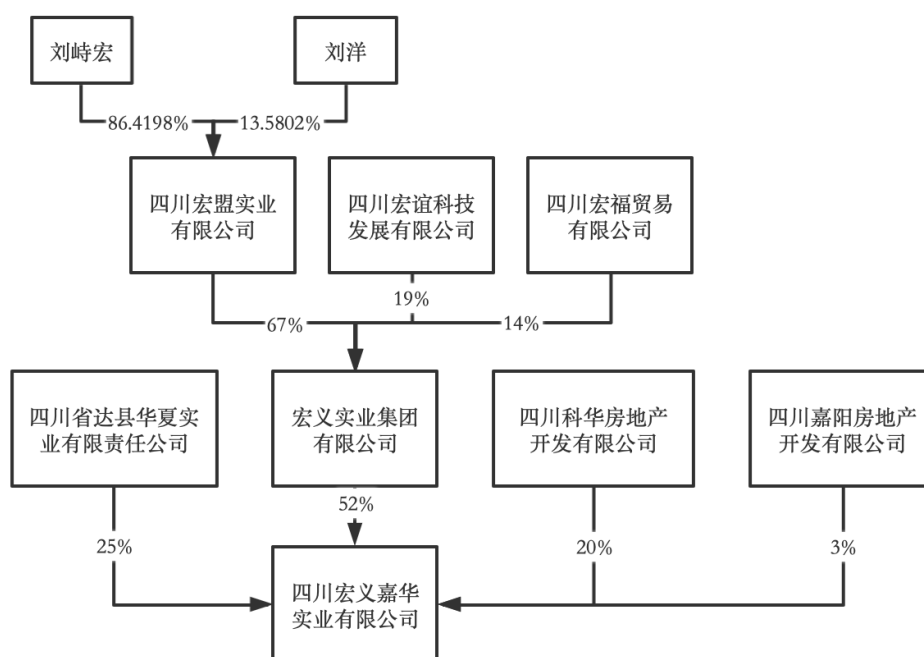 刘峙宏
刘洋
86.4198%
13.5802%
四川宏盟实业
有限公司
四川宏谊科技
发展有限公司
四川宏福贸易
有限公司
19%
67%
14%
四川省达县华夏实
业有限责任公司
宏义实业集团
有限公司
四川科华房地产
开发有限公司
四川嘉阳房地产
开发有限公司
52%
25%
20%
3%
四川宏义嘉华
实业有限公司